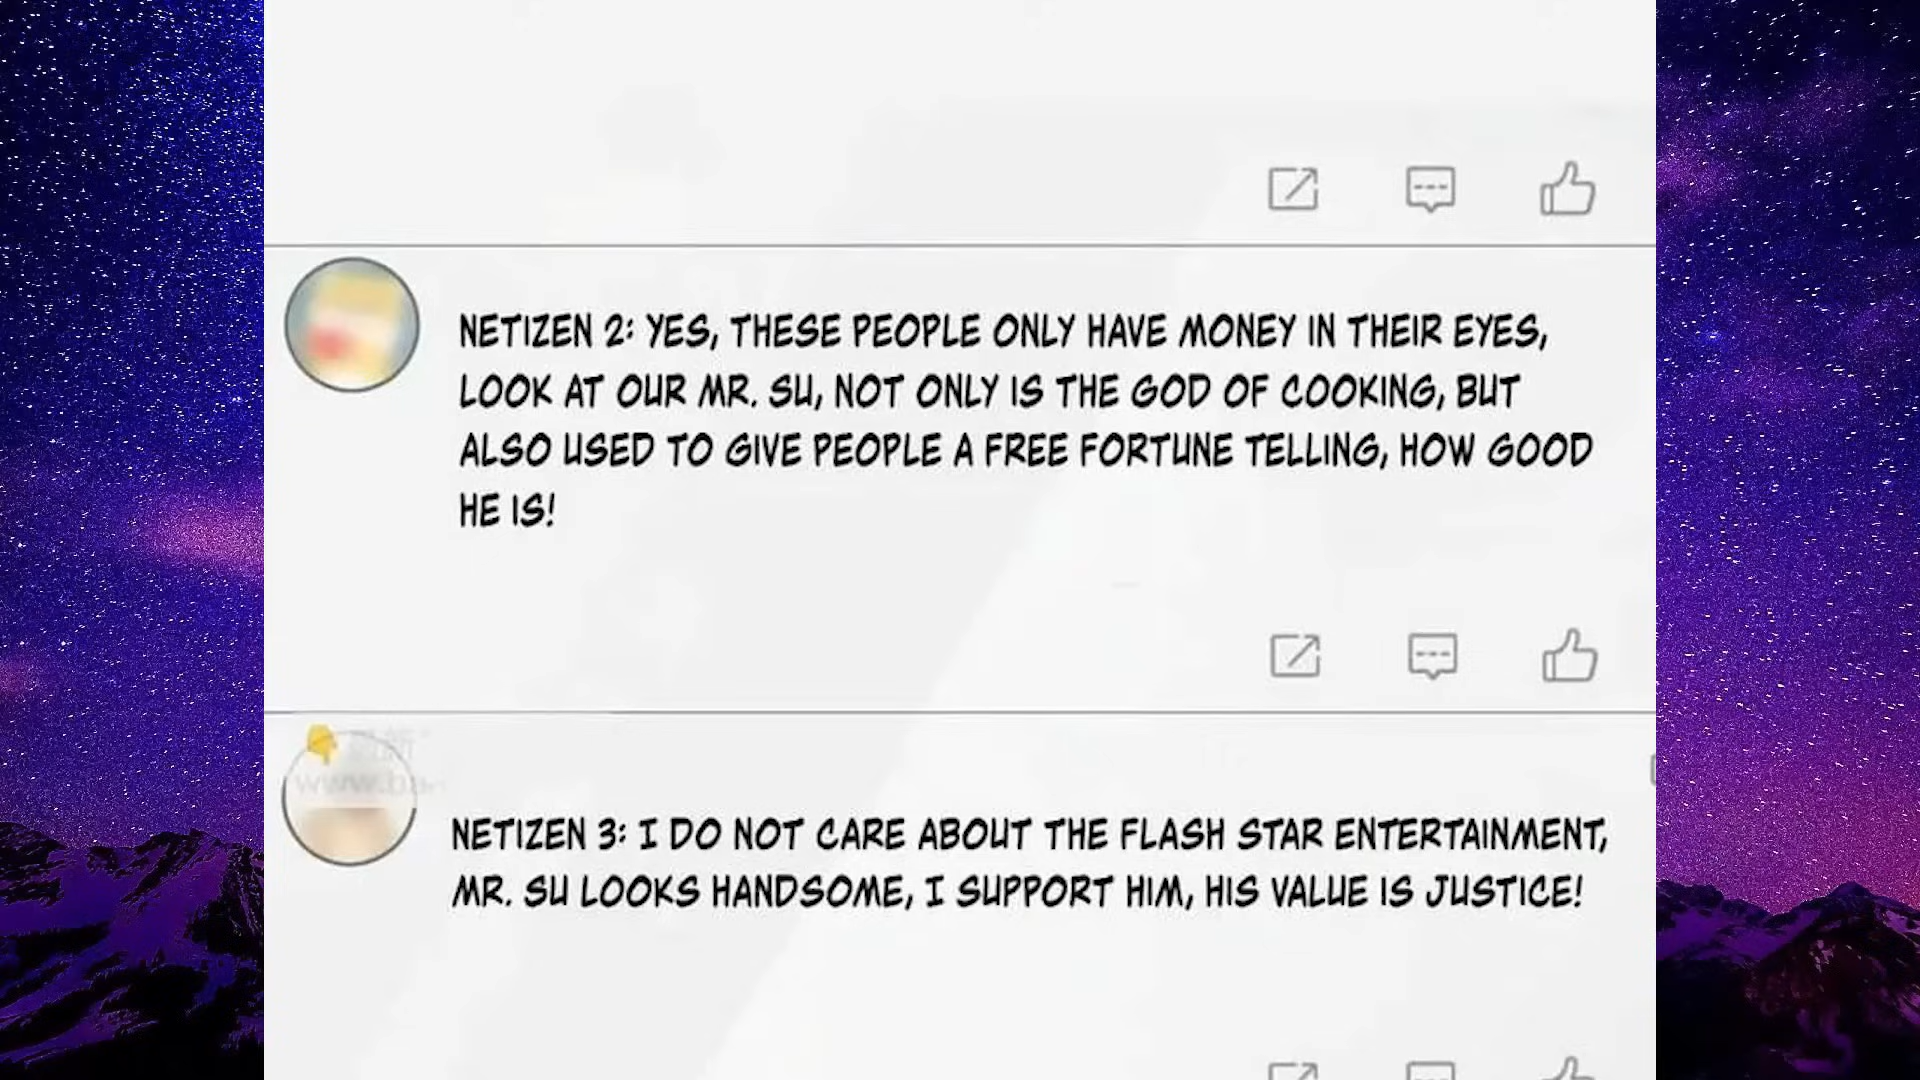 NETIZEN 2: YES, THESE PEOPLE ONLY HAVE MONEY IN THEIR EYES,
LOOK AT OUR MR. SU, NOT ONLY IS THE GOD OF COOKING, BUT
ALSO USED TO GIVE PEOPLE A FREE FORTUNE TELLING, HOW GOOD
HE IS!
www.ban
NETIZEN 3: I DO NOT CARE ABOUT THE FLASH STAR ENTERTAINMENT,
MR. SU LOOKS HANDSOME, I SUPPORT HIM, HIS VALUE IS JUSTICE!